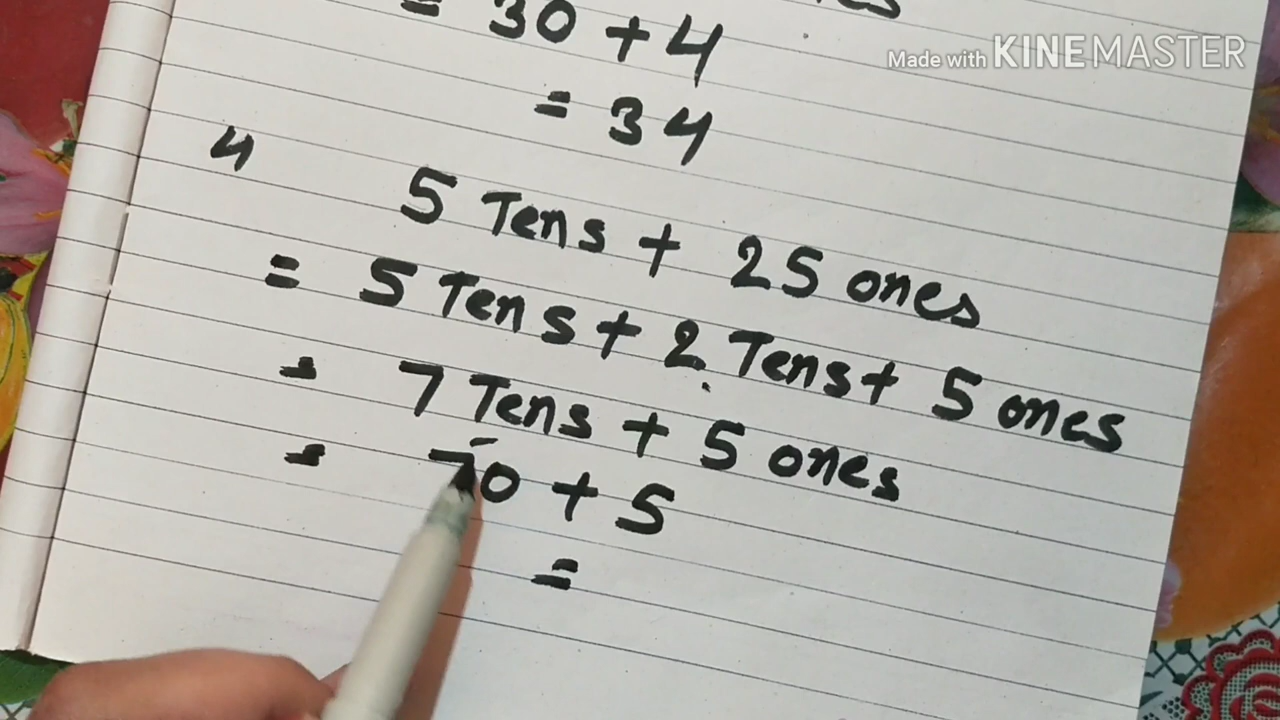 = 30 + 4
Made with KINEMASTER
= 34
4
5 Tens + 25 ones
= 5 Tens + 2 Tens + 5 ones
= 7 Tens + 5 ones
= 70 + 5
=